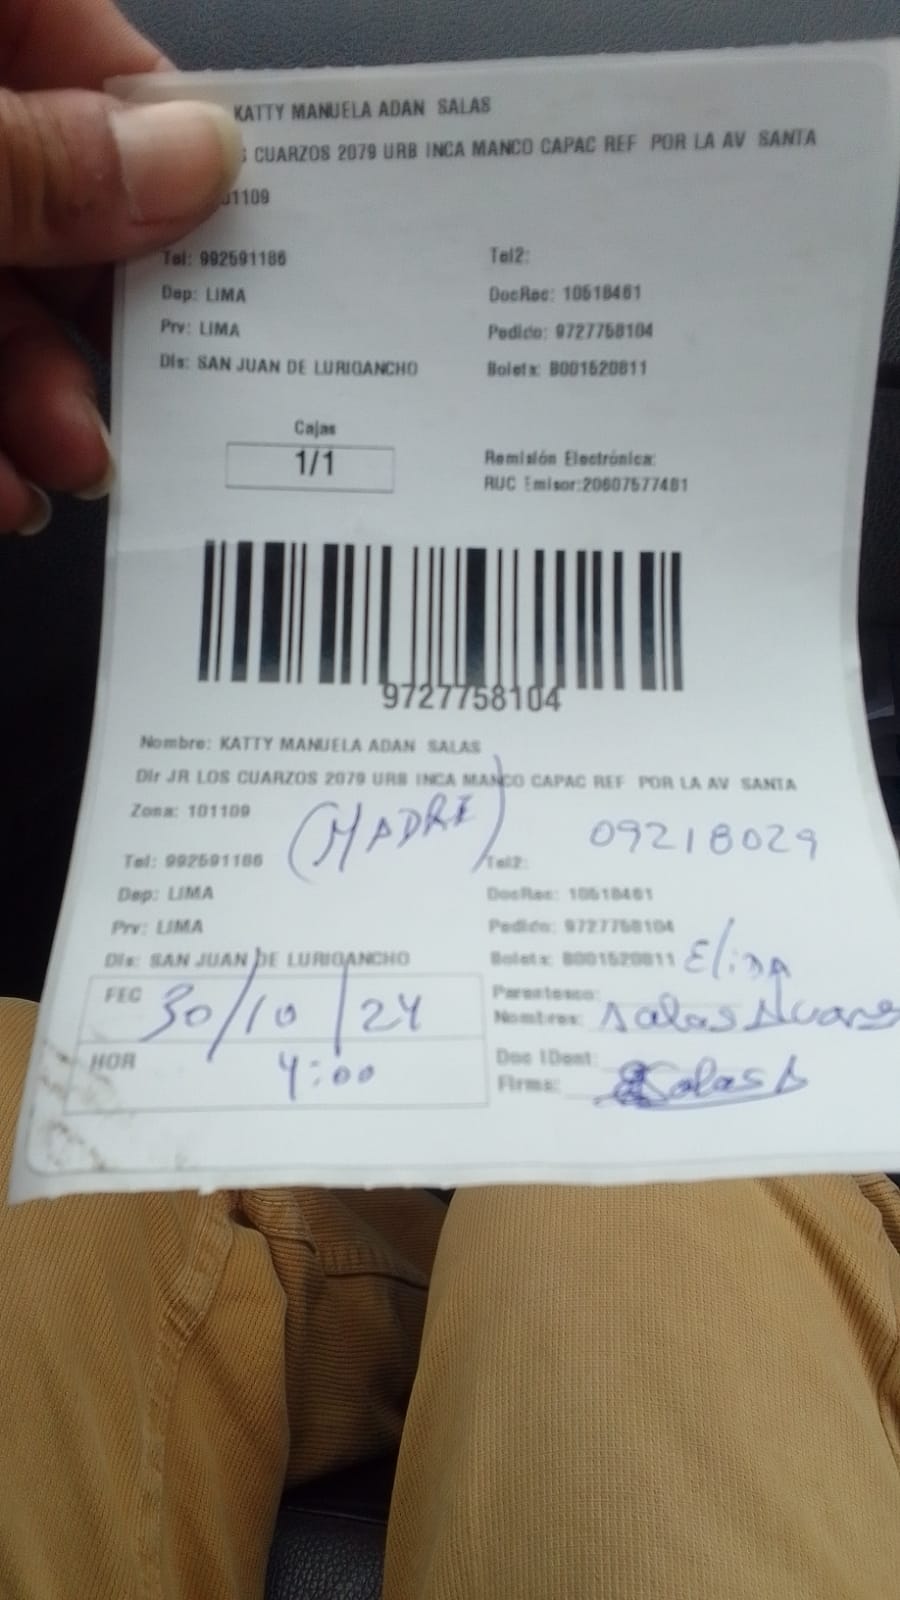 KATTY MANUELA ADAN SALAS
CUARZOS 2079 URB INCA MANCO CAPAC REF POR LA AV SANTA
01109
Tel: 992591186 Tel2:
Dep: LIMA DocRec: 10518461
Prv: LIMA Pedido: 9727758104
Dis: SAN JUAN DE LURIGANCHO Boleta: B001520811
Cajas
1/1
Remisión Electrónica:
RUC Emisor:20607577481
9727758104
Nombre: KATTY MANUELA ADAN SALAS
Dir JR LOS CUARZOS 2079 URB INCA MANCO CAPAC REF POR LA AV SANTA
Zona: 101109
(MADRE) 09218029
Tel: 992591186 Tel2:
Dep: LIMA DocRec: 10518461
Prv: LIMA Pedido: 9727758104
Dis: SAN JUAN DE LURIGANCHO Boleta: B001520811 Elisa
FEC 30/10/24 Parentesco:
Nombres: Salas
HOR 4:00 Doc IDent:
Firma: Salas A